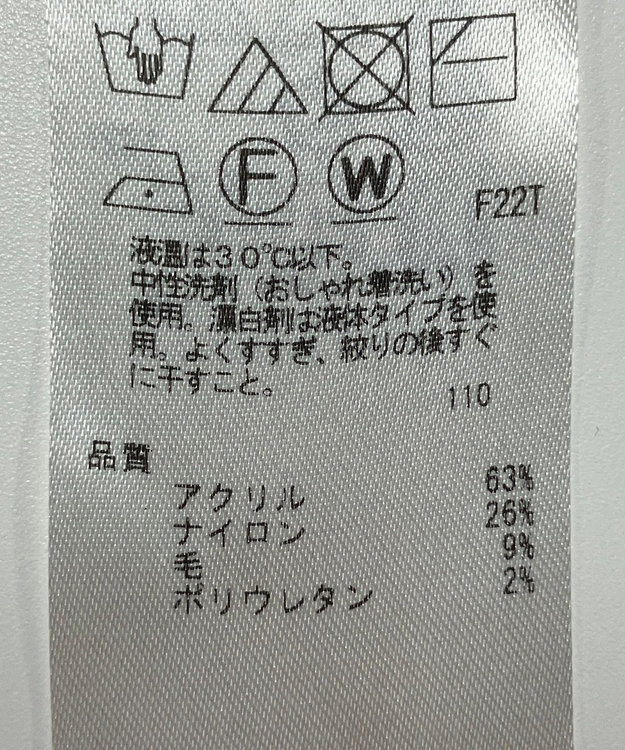 F
W
F22T
液温は30℃以下。
中性洗剤(おしゃれ着洗い)を
使用。漂白剤は液体タイプを使
用。よくすすぎ、絞りの後すぐ
に干すこと。
110
品質
アクリル 63%
ナイロン 26%
毛 9%
ポリウレタン 2%